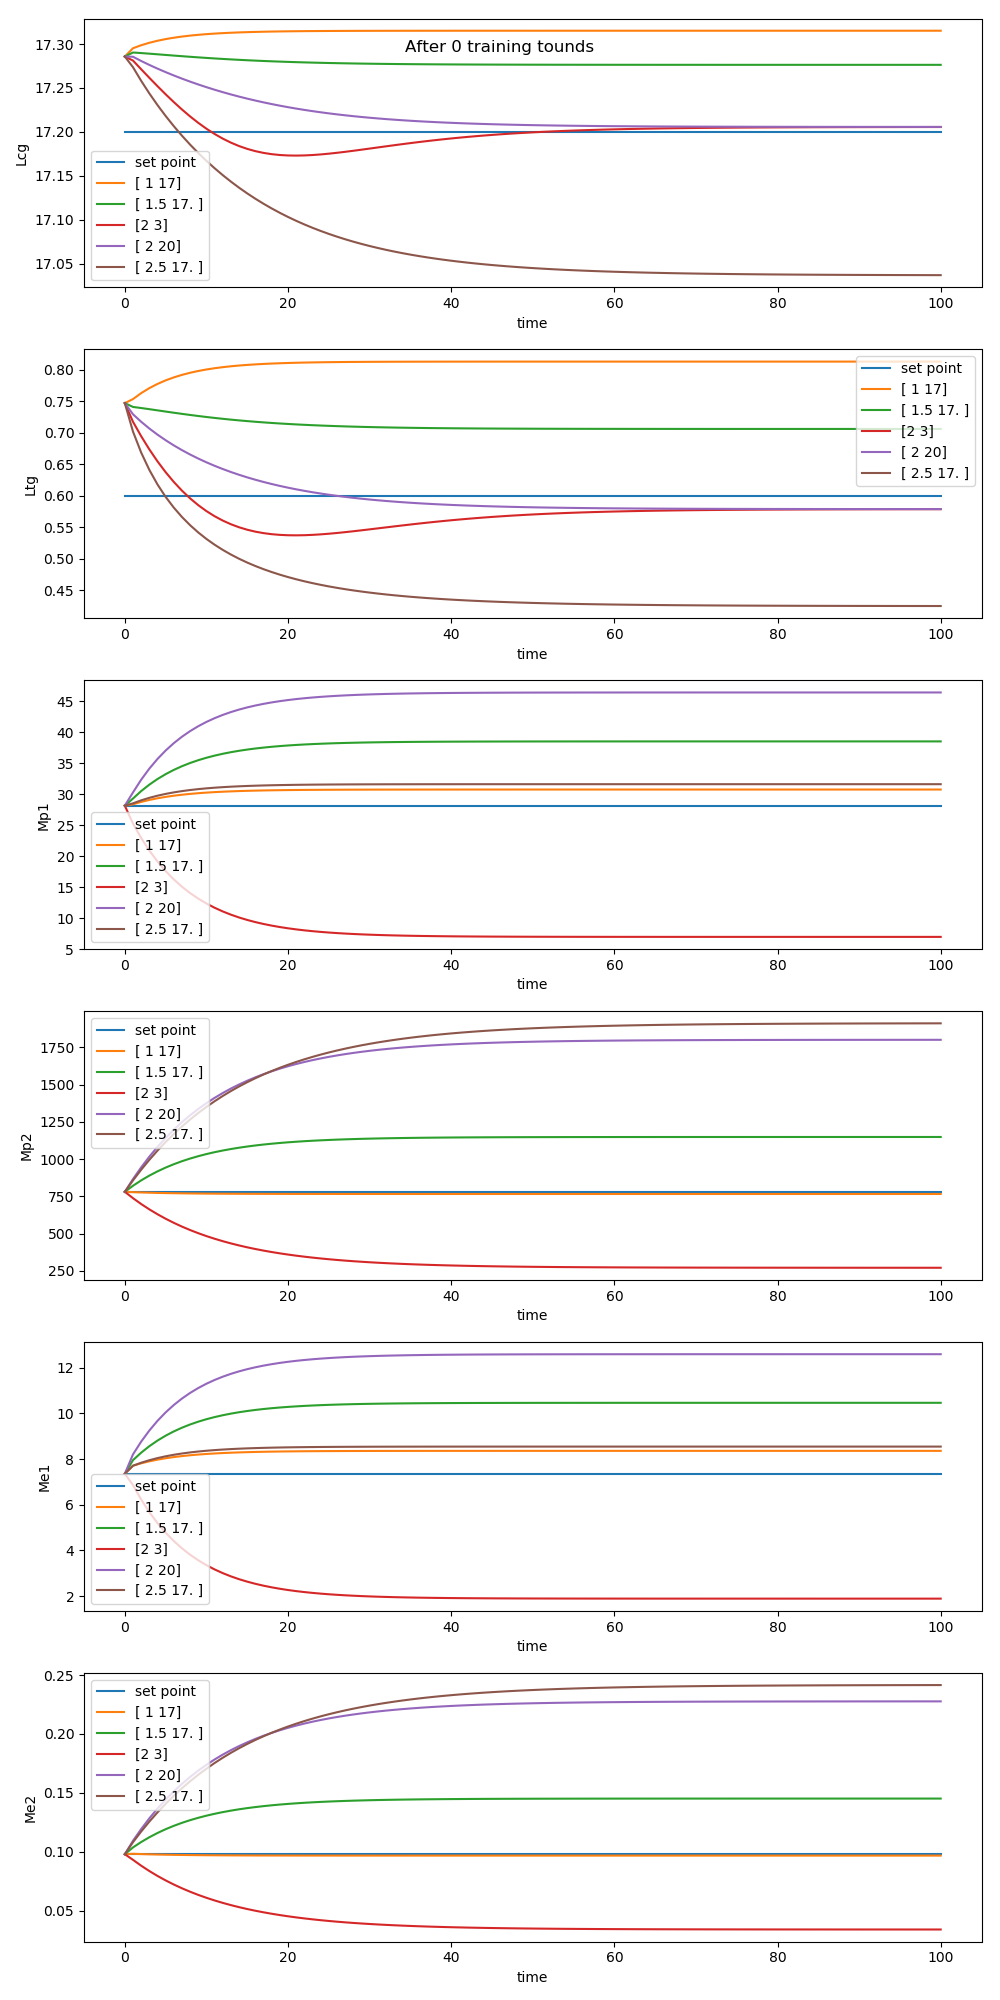 After 0 training tounds
17.30
17.25
17.20
17.15
17.10
17.05
Lcg
set point
[ 1 17]
[ 1.5 17. ]
[2 3]
[ 2 20]
[ 2.5 17. ]
0 20 40 60 80 100
time
0.80
0.75
0.70
0.65
0.60
0.55
0.50
0.45
Ltg
set point
[ 1 17]
[ 1.5 17. ]
[2 3]
[ 2 20]
[ 2.5 17. ]
0 20 40 60 80 100
time
45
40
35
30
25
20
15
10
5
Mp1
set point
[ 1 17]
[ 1.5 17. ]
[2 3]
[ 2 20]
[ 2.5 17. ]
0 20 40 60 80 100
time
1750
1500
1250
1000
750
500
250
Mp2
set point
[ 1 17]
[ 1.5 17. ]
[2 3]
[ 2 20]
[ 2.5 17. ]
0 20 40 60 80 100
time
12
10
8
6
4
2
Me1
set point
[ 1 17]
[ 1.5 17. ]
[2 3]
[ 2 20]
[ 2.5 17. ]
0 20 40 60 80 100
time
0.25
0.20
0.15
0.10
0.05
Me2
set point
[ 1 17]
[ 1.5 17. ]
[2 3]
[ 2 20]
[ 2.5 17. ]
0 20 40 60 80 100
time